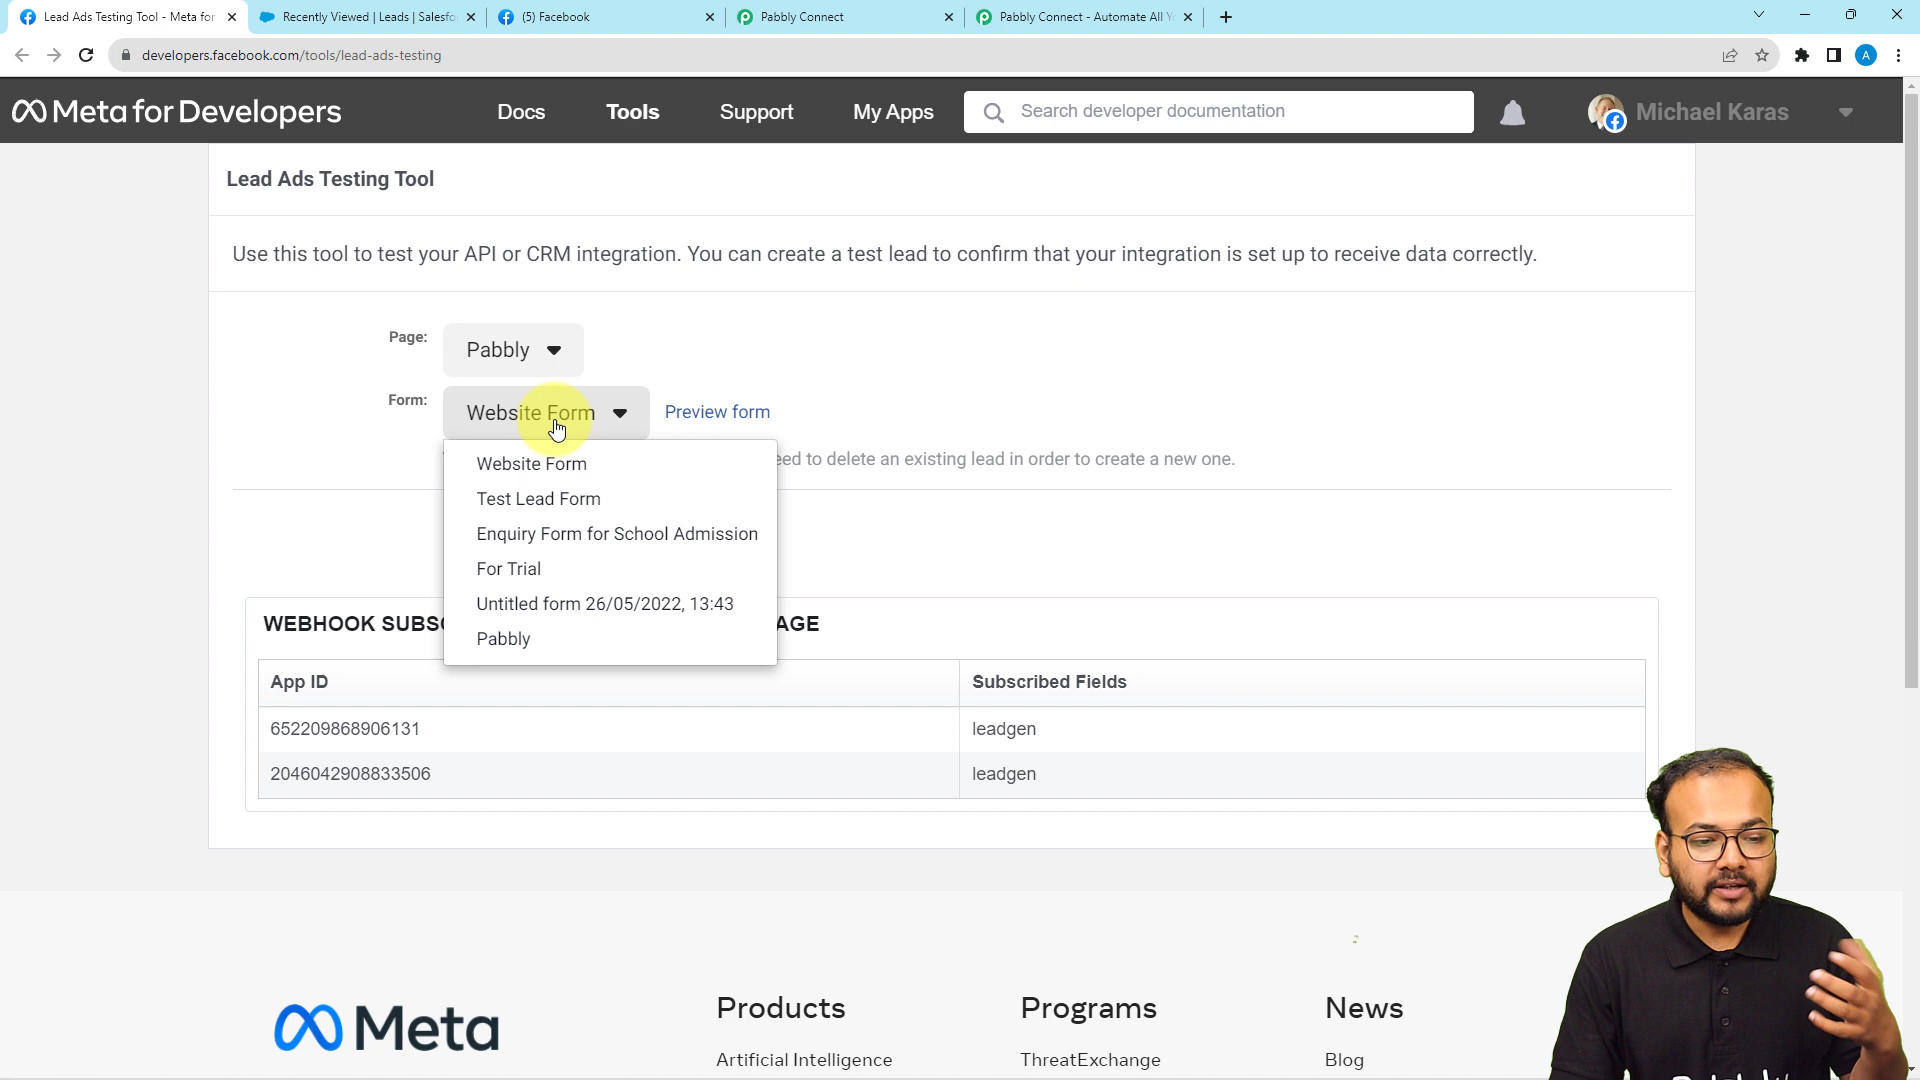 Lead Ads Testing Tool - Meta for
Recently Viewed | Leads | Salesfo
(5) Facebook
Pabbly Connect
Pabbly Connect - Automate All Y
developers.facebook.com/tools/lead-ads-testing
A
Meta for Developers
Docs
Tools
Support
My Apps
Search developer documentation
Michael Karas
Lead Ads Testing Tool
Use this tool to test your API or CRM integration. You can create a test lead to confirm that your integration is set up to receive data correctly.
Page:
Pabbly
Form:
Website Form
Preview form
eed to delete an existing lead in order to create a new one.
Website Form
Test Lead Form
Enquiry Form for School Admission
For Trial
Untitled form 26/05/2022, 13:43
Pabbly
WEBHOOK SUBSC AGE
App ID Subscribed Fields
652209868906131 leadgen
2046042908833506 leadgen
Meta
Products
Programs
News
Artificial Intelligence
ThreatExchange
Blog